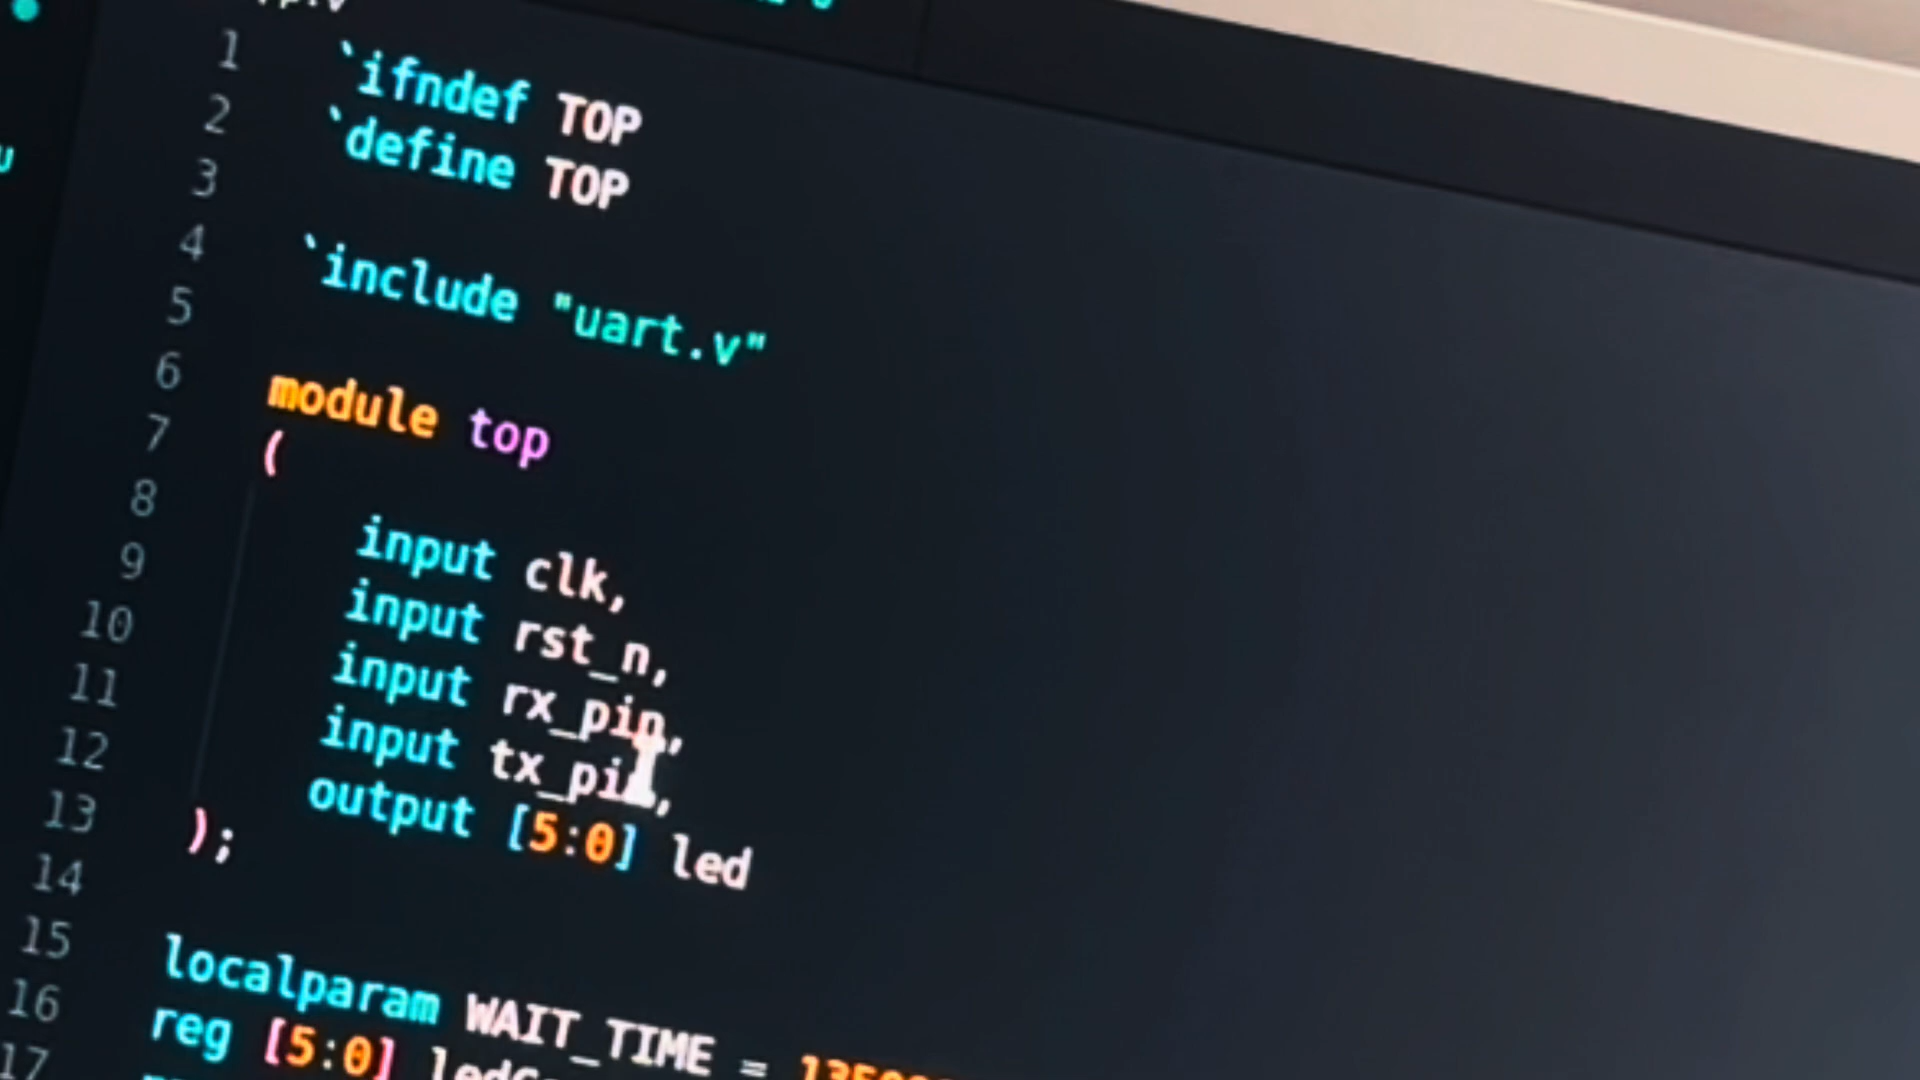 1 `ifndef TOP
2 `define TOP
3
4 `include "uart.v"
5
6 module top
7 (
8 input clk,
9 input rst_n,
10 input rx_pin,
11 input tx_pin,
12 output [5:0] led
13 );
14
15 localparam WAIT_TIME =
16 reg [5:0]
17